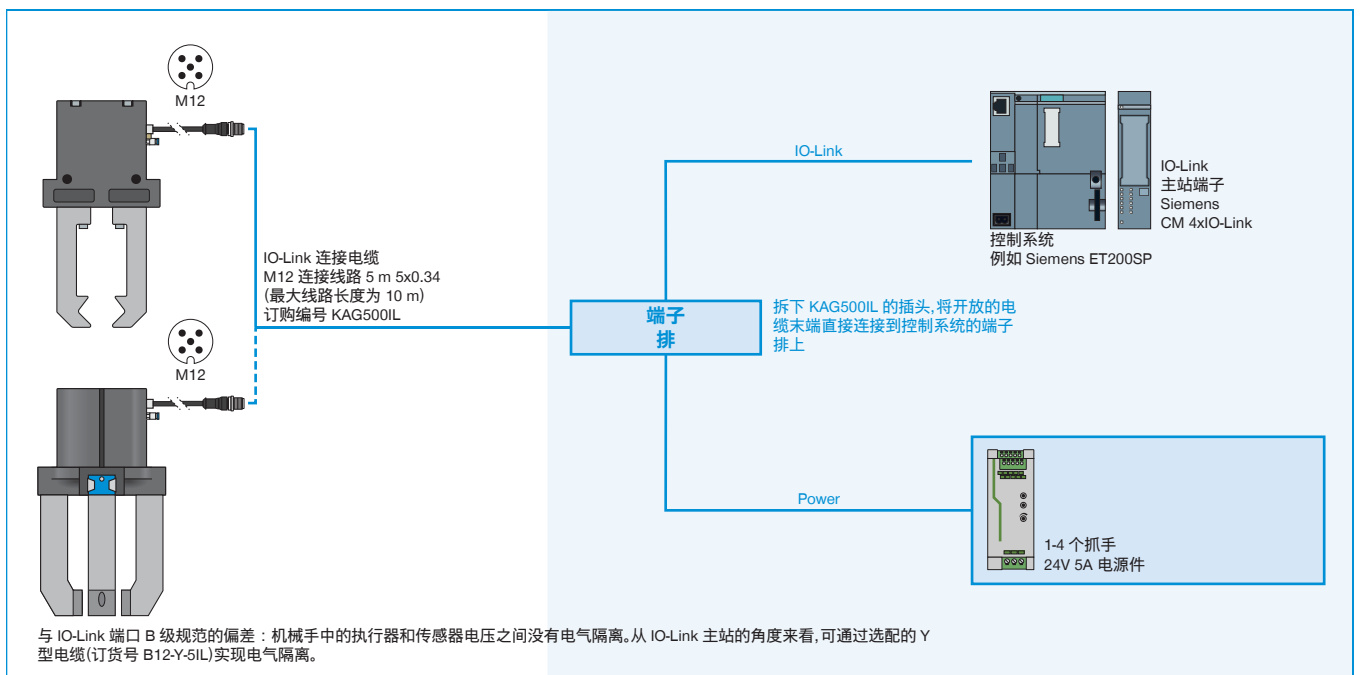 M12
IO-Link 连接电缆
M12 连接线路 5 m 5x0.34
(最大线路长度为 10 m)
订购编号 KAG500IL
M12
IO-Link
控制系统
例如 Siemens ET200SP
IO-Link
主站端子
Siemens
CM 4xIO-Link
端子
排
拆下 KAG500IL 的插头,将开放的电
缆末端直接连接到控制系统的端子
排上
Power
1-4 个抓手
24V 5A 电源件
与 IO-Link 端口 B 级规范的偏差：机械手中的执行器和传感器电压之间没有电气隔离。从 IO-Link 主站的角度来看,可通过选配的 Y
型电缆(订货号 B12-Y-5IL)实现电气隔离。